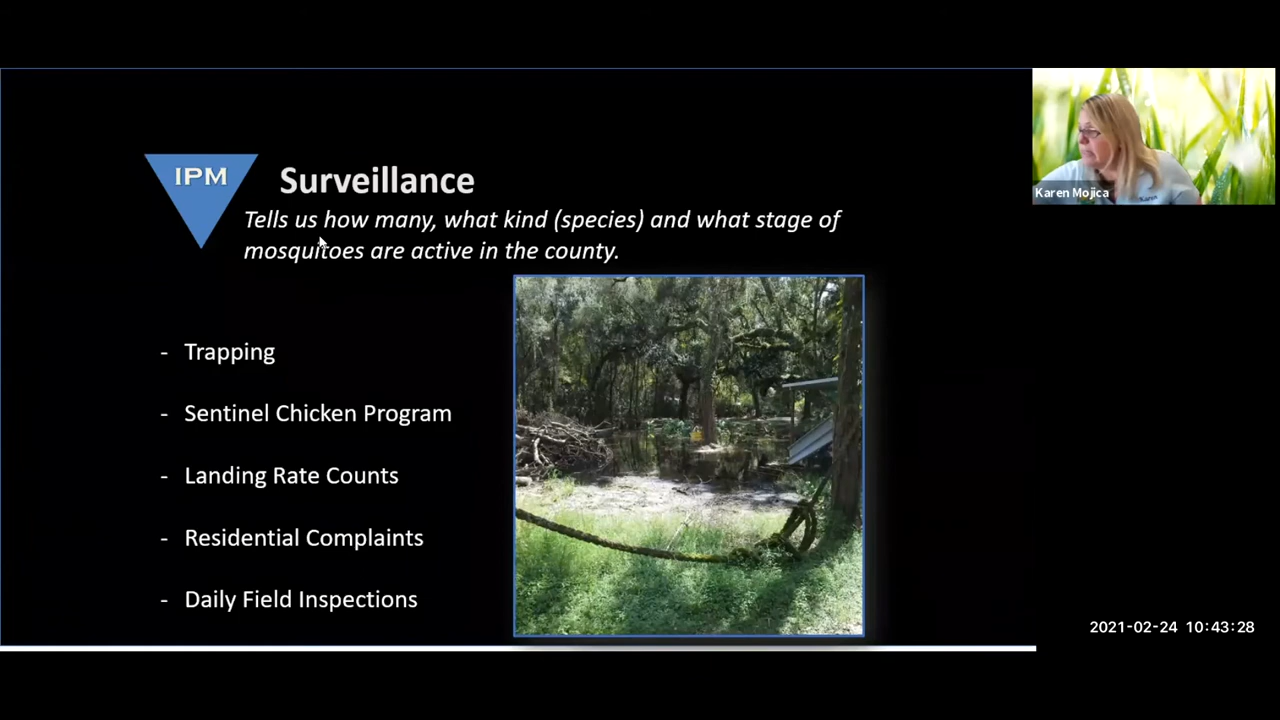 IPM
Surveillance
Tells us how many, what kind (species) and what stage of
mosquitoes are active in the county.
- Trapping
- Sentinel Chicken Program
- Landing Rate Counts
- Residential Complaints
- Daily Field Inspections
Karen Mojica
2021-02-24 10:43:28